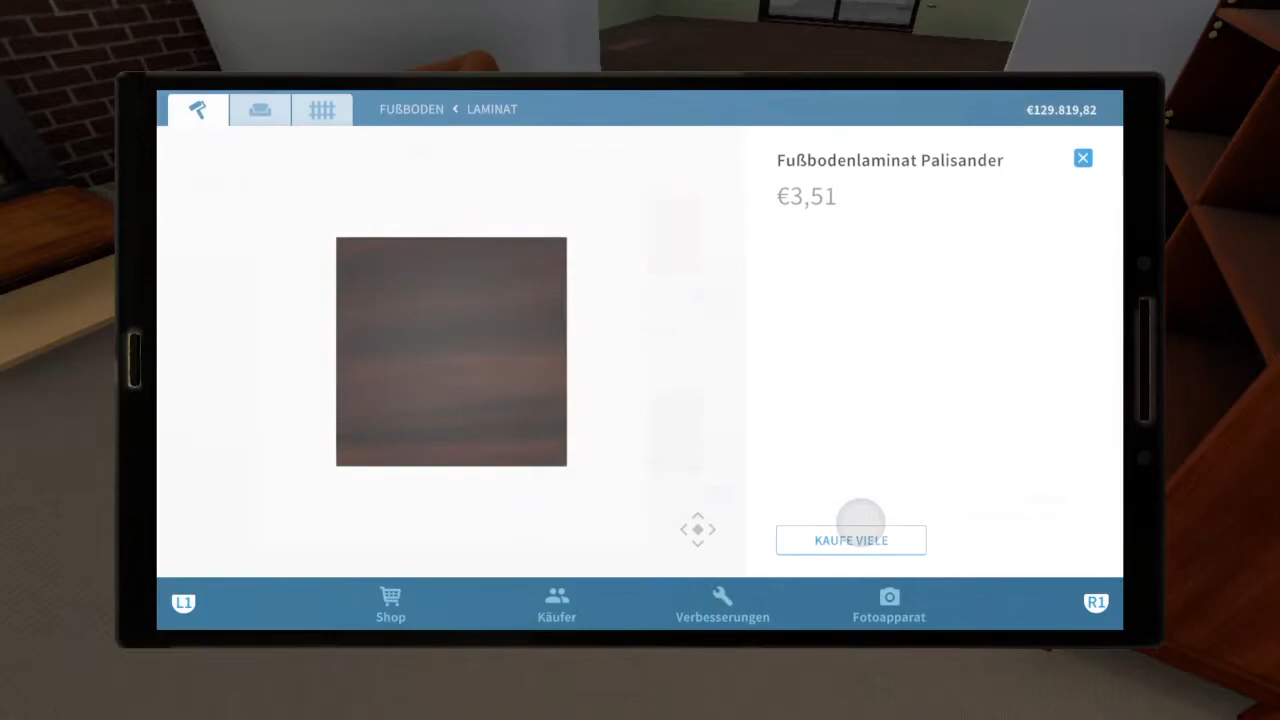 FUßBODEN < LAMINAT
€129.819,82
Fußbodenlaminat Palisander
€3,51
KAUFE VIELE
L1
Shop
Käufer
Verbesserungen
Fotoapparat
R1